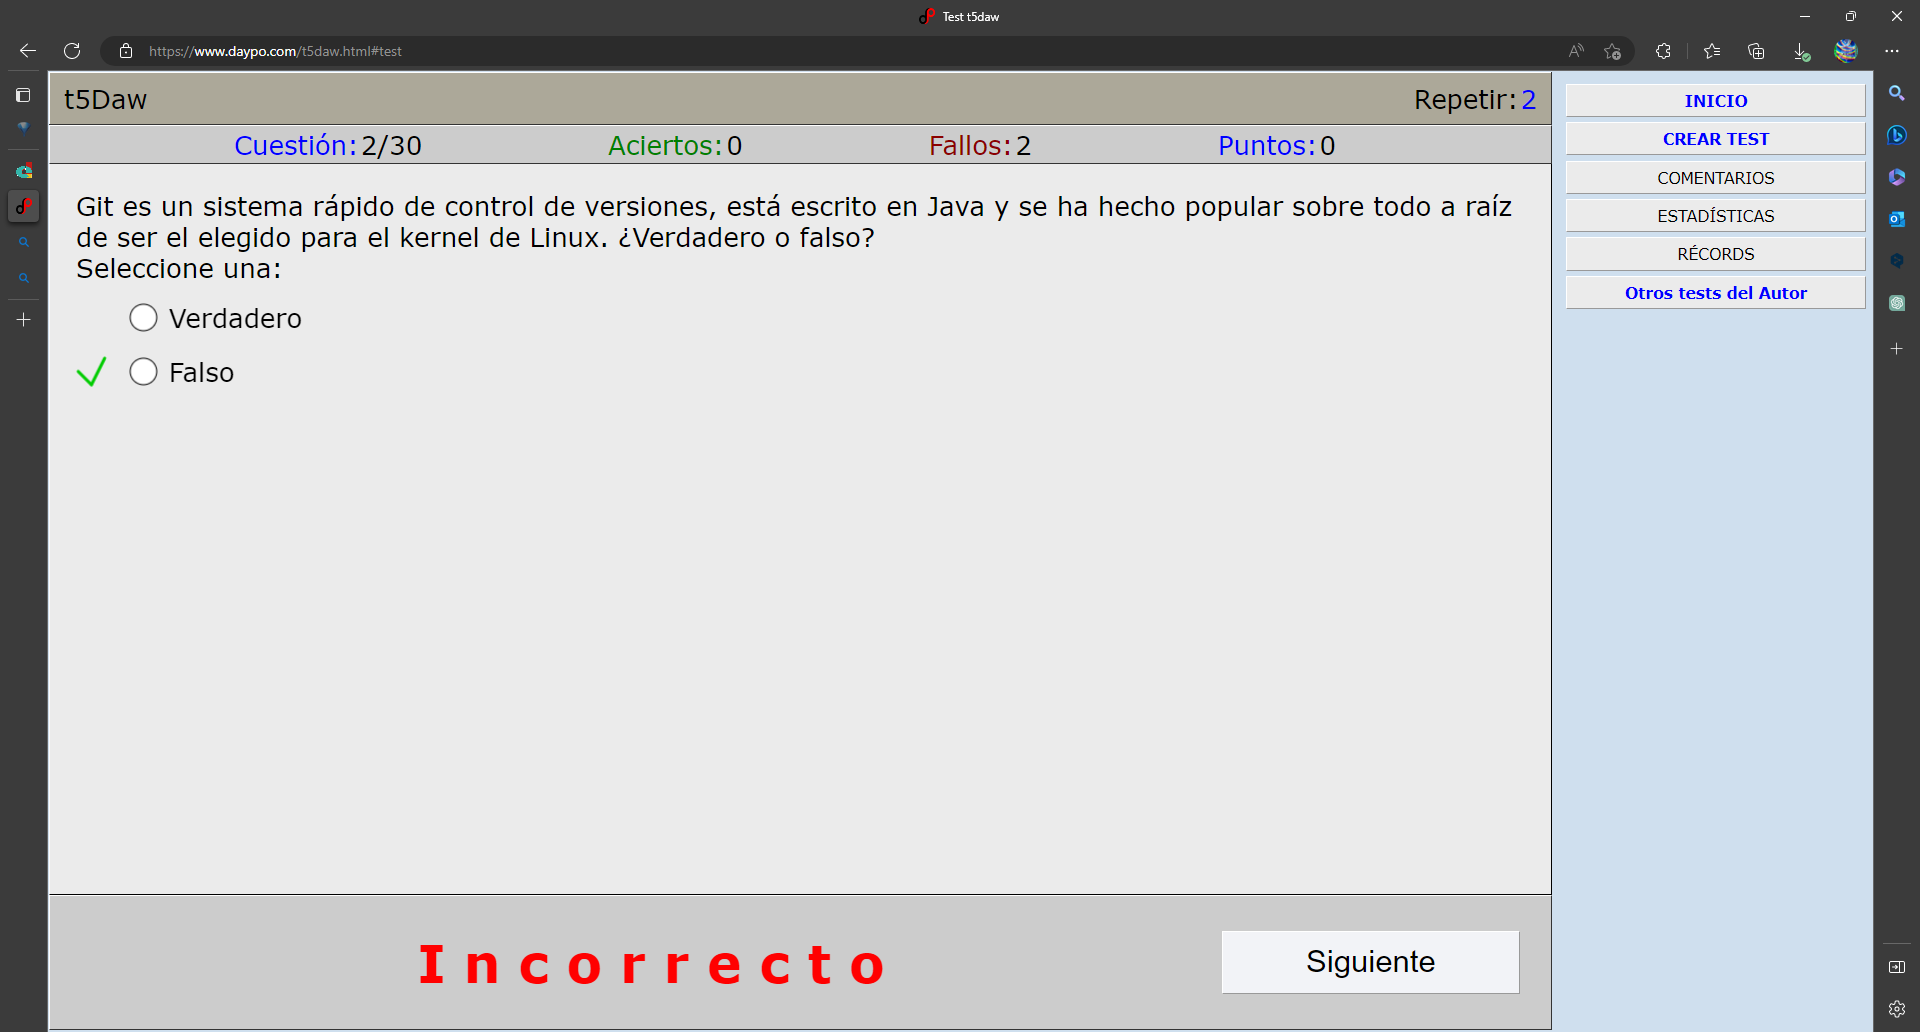 Test t5daw
https://www.daypo.com/t5daw.html#test
t5Daw
Repetir:2
Cuestión:2/30 Aciertos:0 Fallos:2 Puntos:0
Git es un sistema rápido de control de versiones, está escrito en Java y se ha hecho popular sobre todo a raíz
de ser el elegido para el kernel de Linux. ¿Verdadero o falso?
Seleccione una:
Verdadero
Falso
Incorrecto
Siguiente
INICIO
CREAR TEST
COMENTARIOS
ESTADÍSTICAS
RÉCORDS
Otros tests del Autor